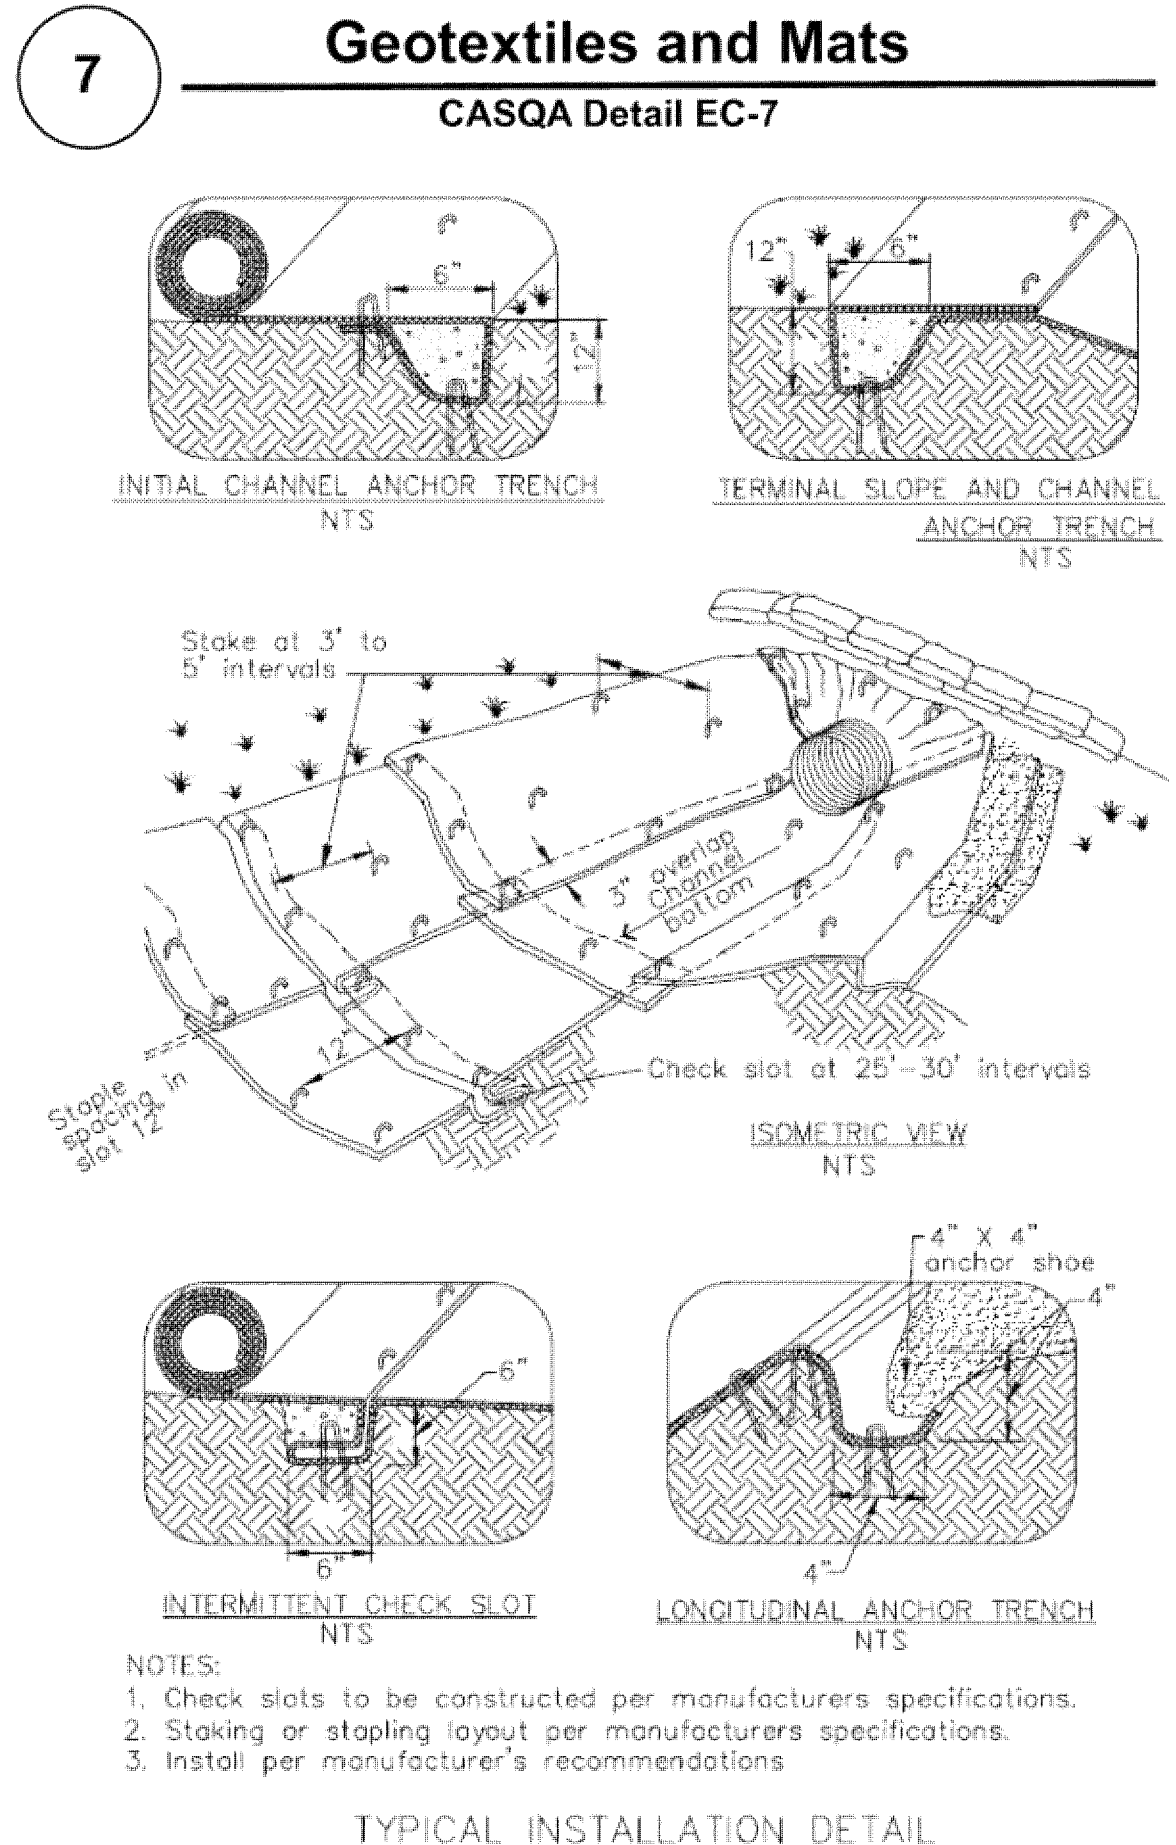 7
Geotextiles and Mats
CASQA Detail EC-7
6"
12"
12"
6"
INITIAL CHANNEL ANCHOR TRENCH
NTS
TERMINAL SLOPE AND CHANNEL
ANCHOR TRENCH
NTS
Stake at 3' to
5' intervals
3" overlap
Channel
bottom
12"
Staple
spacing in
slot 12"
Check slot at 25'-30' intervals
ISOMETRIC VIEW
NTS
4" X 4"
anchor shoe
4"
6"
6"
4"
INTERMITTENT CHECK SLOT
NTS
LONGITUDINAL ANCHOR TRENCH
NTS
NOTES:
1. Check slots to be constructed per manufacturers specifications.
2. Staking or stapling layout per manufacturers specifications.
3. Install per manufacturer's recommendations
TYPICAL INSTALLATION DETAIL